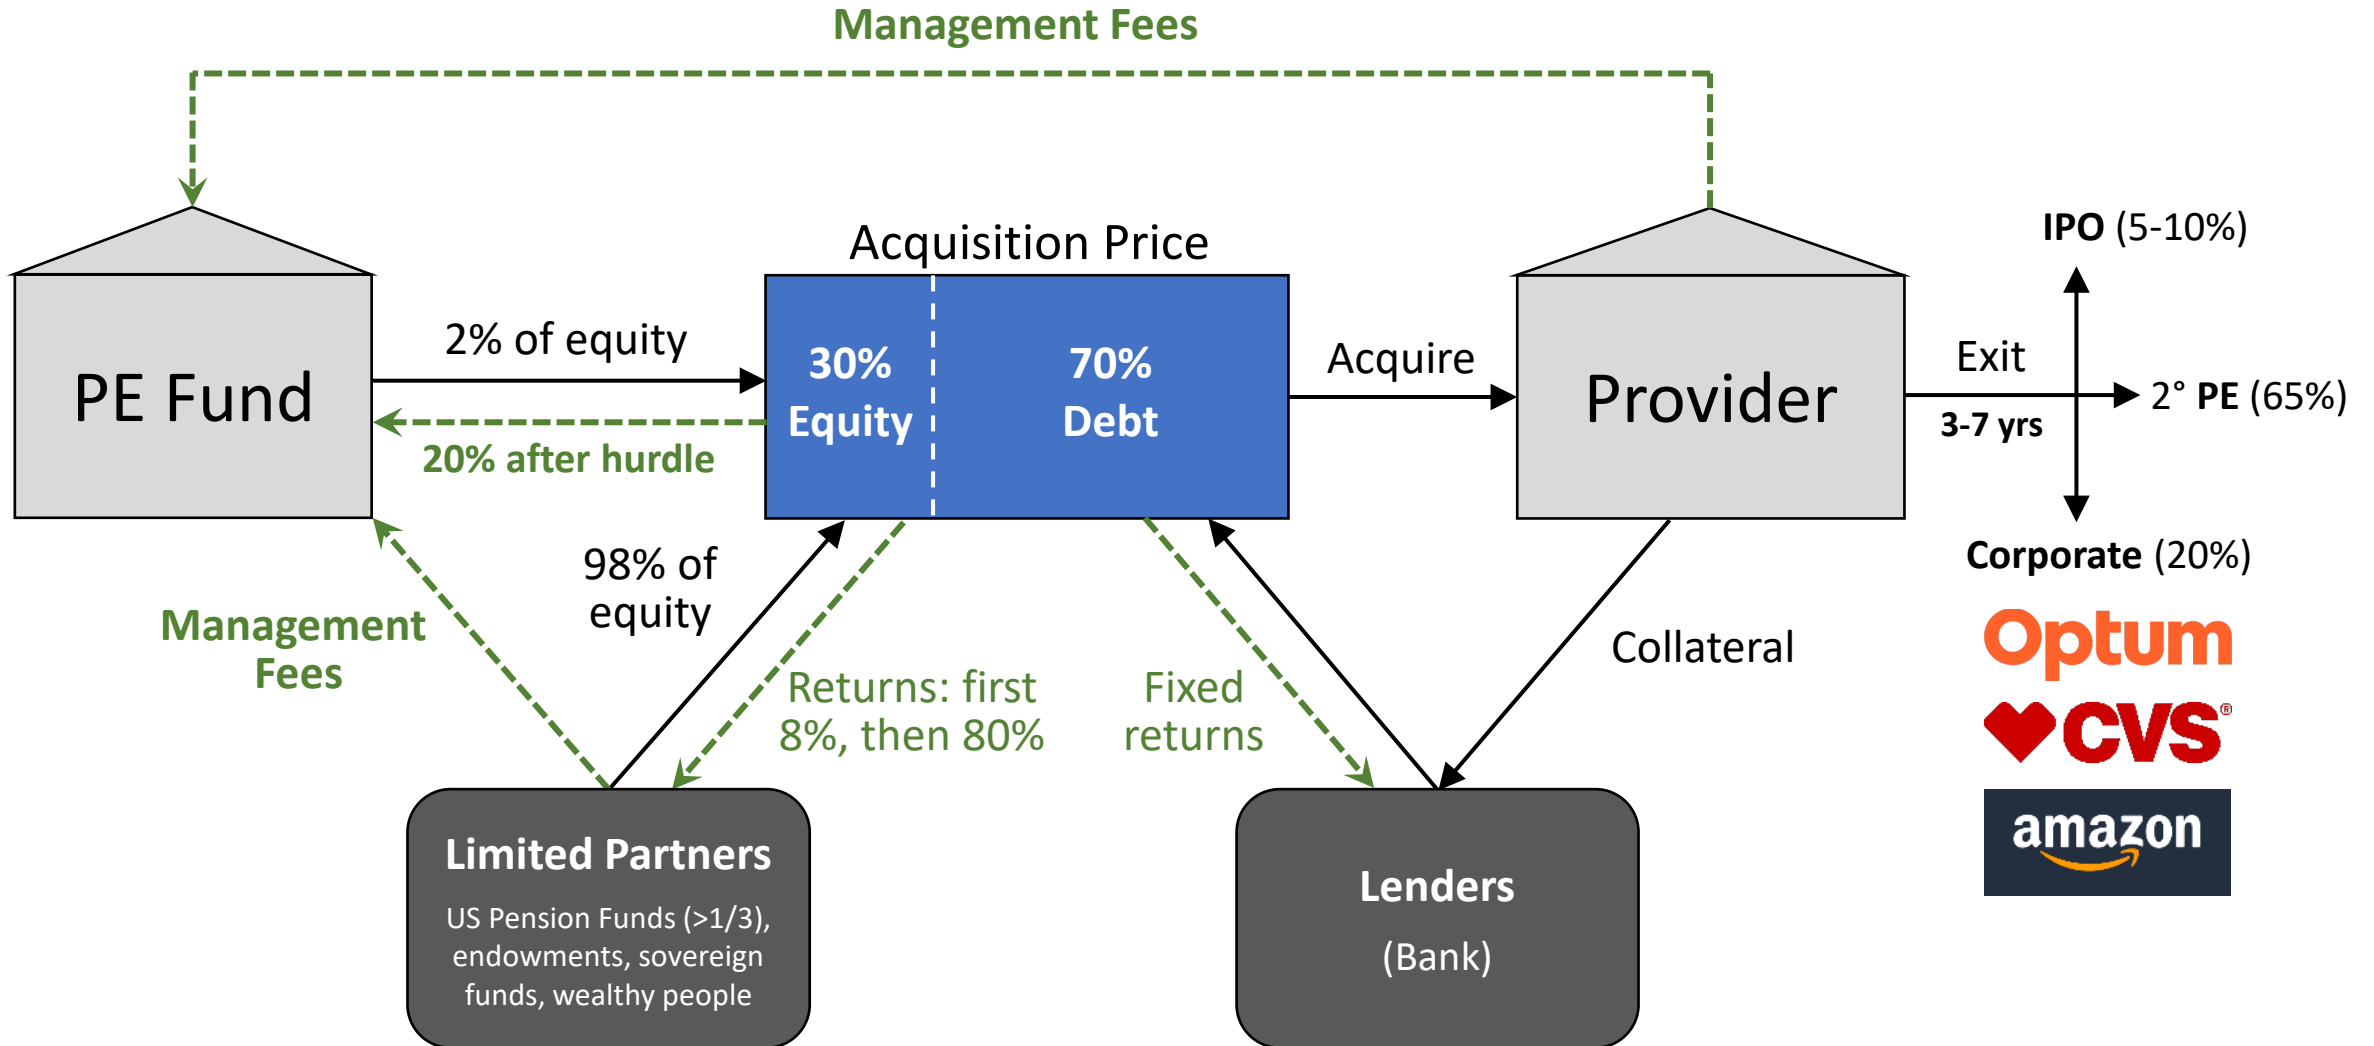 Management Fees
IPO (5-10%)
Acquisition Price
2% of equity
30%
Equity
70%
Debt
Acquire
Exit
PE Fund
Provider
2° PE (65%)
3-7 yrs
20% after hurdle
98% of
equity
Corporate (20%)
Management
Fees
Collateral
Optum
Returns: first
8%, then 80%
Fixed
returns
CVS®
amazon
Limited Partners
US Pension Funds (>1/3),
endowments, sovereign
funds, wealthy people
Lenders
(Bank)